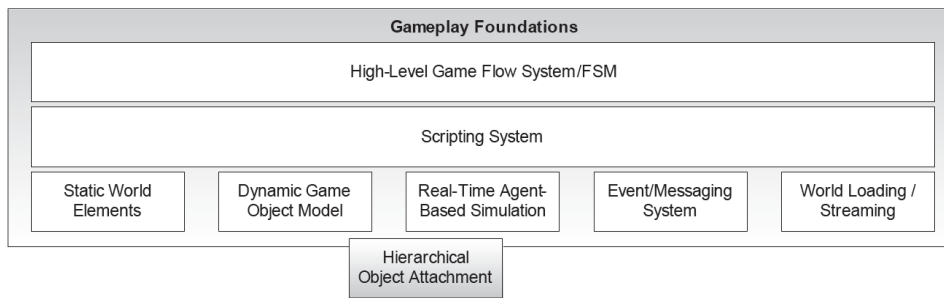 Gameplay Foundations
High-Level Game Flow System/FSM
Scripting System
Static World
Elements
Dynamic Game
Object Model
Real-Time Agent-
Based Simulation
Event/Messaging
System
World Loading /
Streaming
Hierarchical
Object Attachment